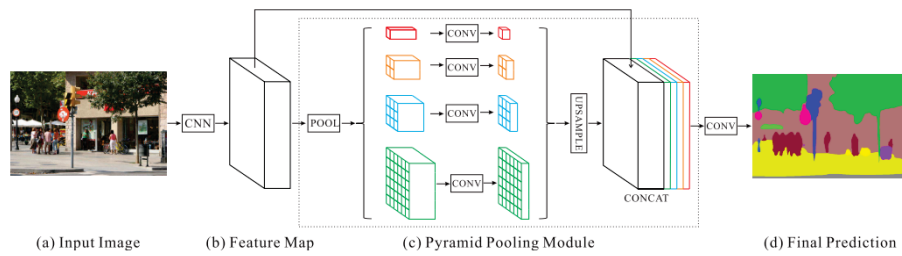 CNN
POOL
CONV
CONV
CONV
CONV
UPSAMPLE
CONCAT
CONV
(a) Input Image
(b) Feature Map
(c) Pyramid Pooling Module
(d) Final Prediction